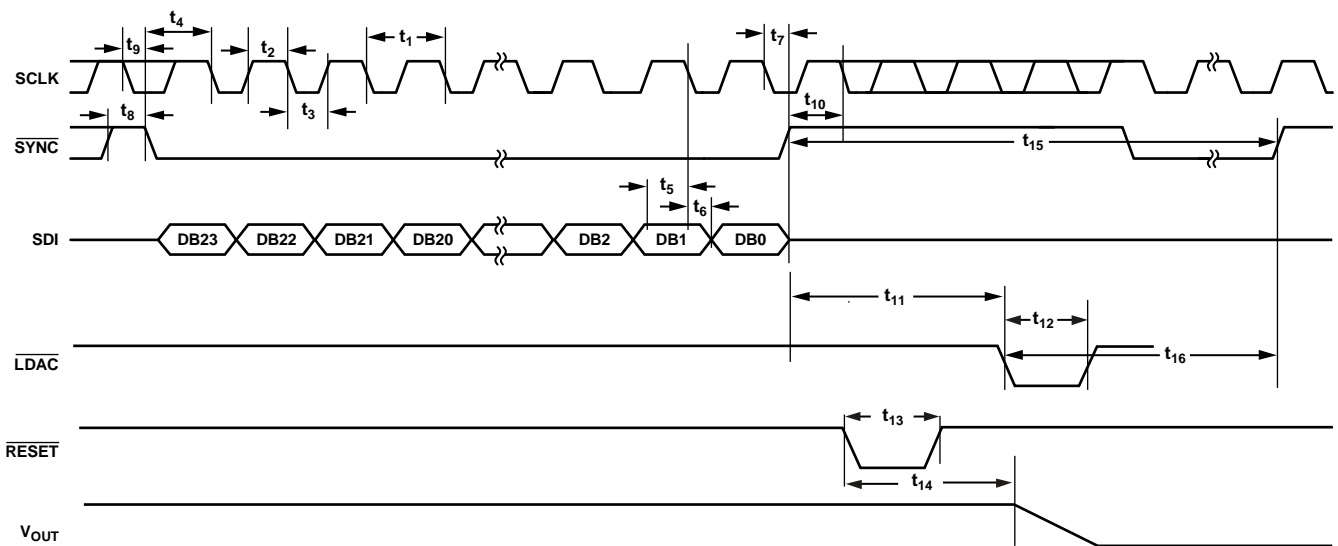 t4
t9 t2 t1 t7
SCLK
t8 t3 t10
SYNC
t15
t5
t6
SDI DB23 DB22 DB21 DB20 DB2 DB1 DB0
t11
t12
LDAC t16
t13
RESET
t14
VOUT